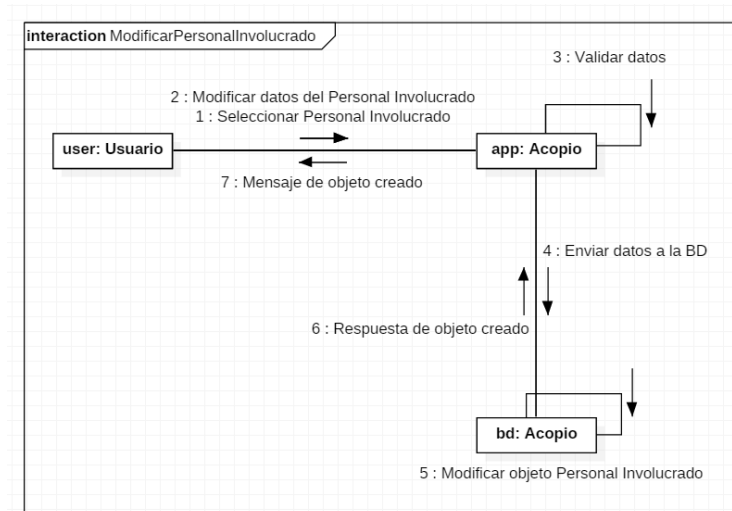 interaction ModificarPersonalInvolucrado
3 : Validar datos
2 : Modificar datos del Personal Involucrado
1 : Seleccionar Personal Involucrado
user: Usuario
app: Acopio
7 : Mensaje de objeto creado
4 : Enviar datos a la BD
6 : Respuesta de objeto creado
bd: Acopio
5 : Modificar objeto Personal Involucrado